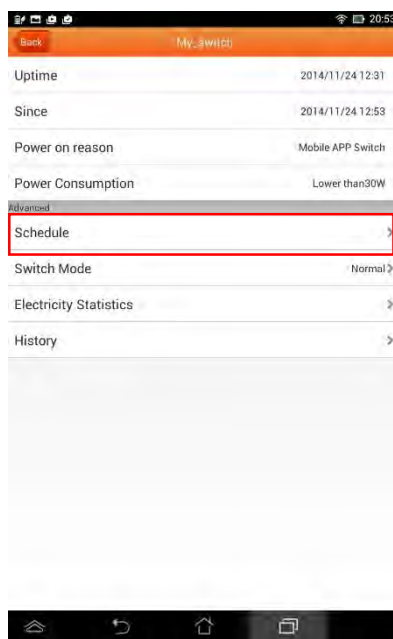 20:53
Back My_switch
Uptime 2014/11/24 12:31
Since 2014/11/24 12:53
Power on reason Mobile APP Switch
Power Consumption Lower than30W
Advanced
Schedule
Switch Mode Normal
Electricity Statistics
History